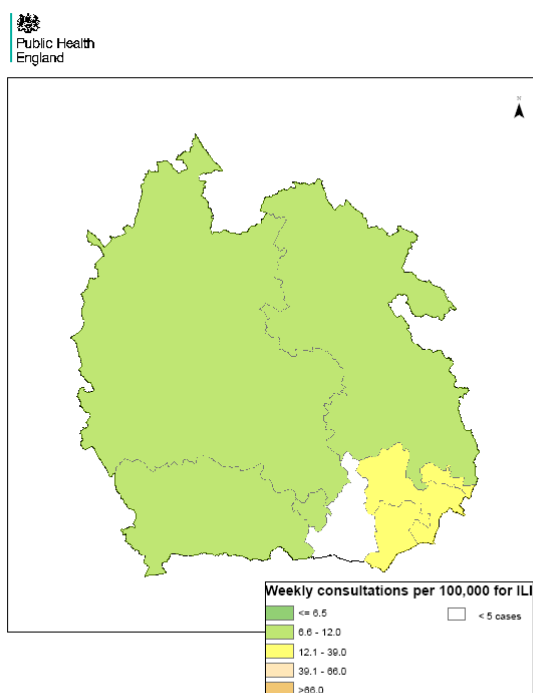 Public Health
England
N
Weekly consultations per 100,000 for ILI
<= 6.5
< 5 cases
6.6 - 12.0
12.1 - 39.0
39.1 - 66.0
>66.0